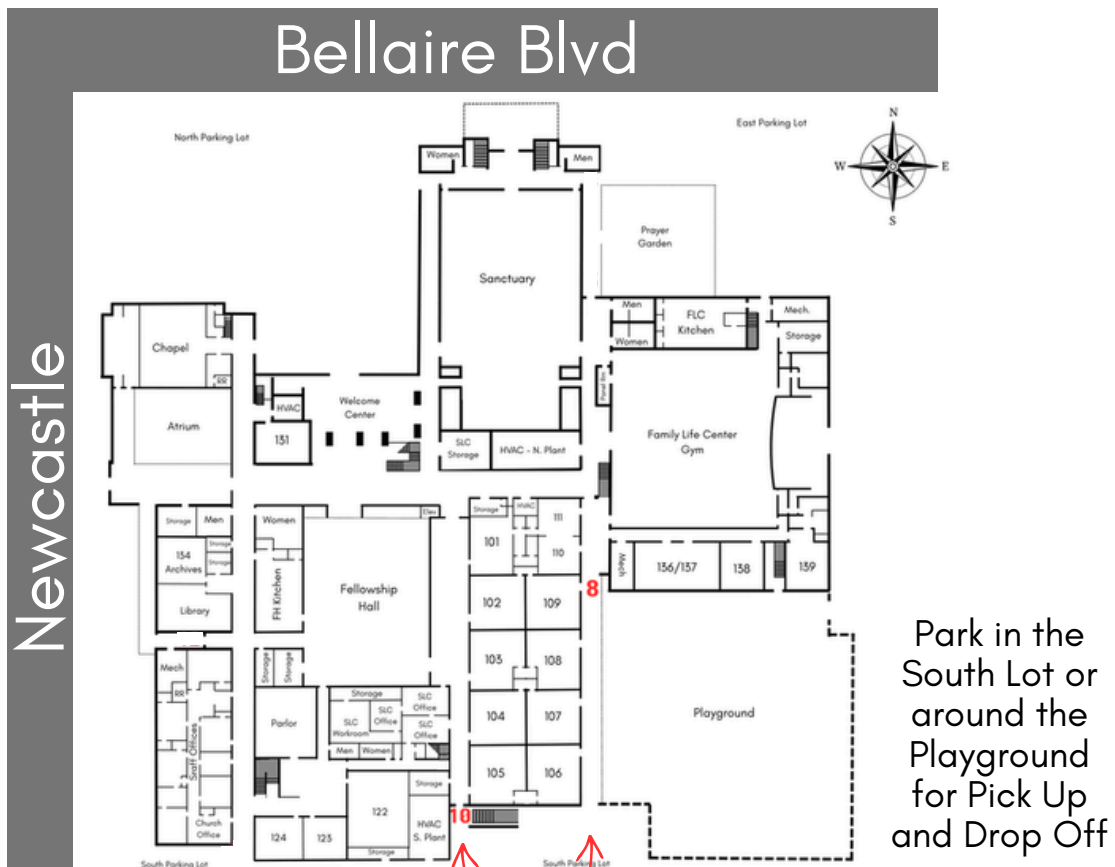 Bellaire Blvd
Newcastle
North Parking Lot
East Parking Lot
N
W
E
S
Women
Men
Prayer
Garden
Sanctuary
Men
Women
FLC
Kitchen
Mech.
Storage
Chapel
RR
Atrium
HVAC
131
Welcome
Center
SLC
Storage
HVAC - N. Plant
Family Life Center
Gym
Storage
Men
Storage
Storage
134
Archives
Library
Women
FH Kitchen
Elev
Fellowship
Hall
Storage
HVAC
101
111
110
102
109
103
108
104
107
105
106
8
Mech
136/137
138
139
Playground
Mech
RR
Staff Offices
Church
Office
Storage
Storage
Parlor
Storage
SLC
Workroom
SLC
Office
SLC
Office
SLC
Office
Men
Women
122
Storage
HVAC
S. Plant
Storage
124
123
10
South Parking Lot
South Parking Lot
Park in the
South Lot or
around the
Playground
for Pick Up
and Drop Off